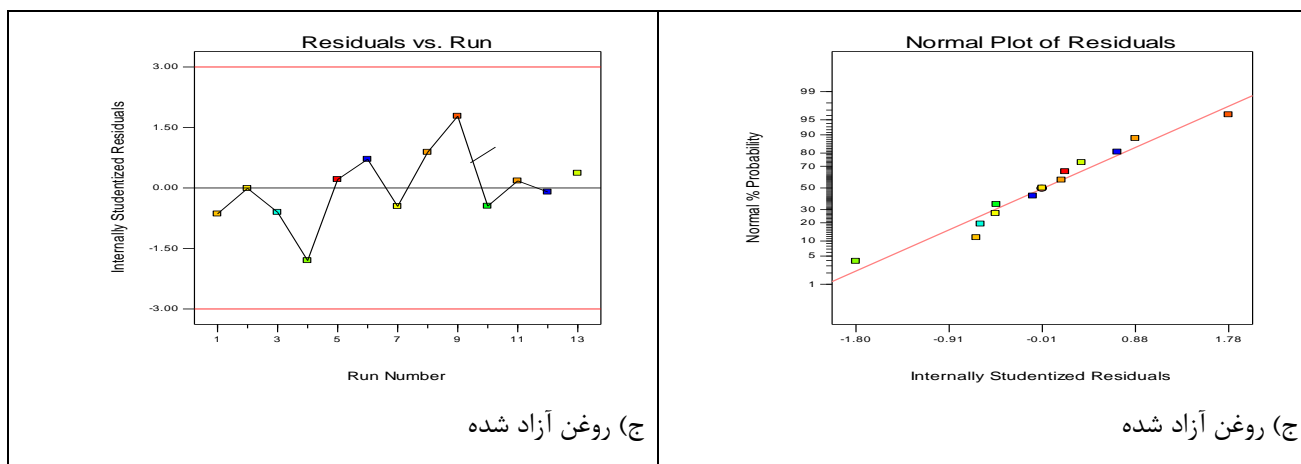 Residuals vs. Run
Internally Studentized Residuals
3.00
1.50
0.00
-1.50
-3.00
1 3 5 7 9 11 13
Run Number
ج) روغن آزاد شده
Normal Plot of Residuals
Normal % Probability
99
95
90
80
70
50
30
20
10
5
1
-1.80 -0.91 -0.01 0.88 1.78
Internally Studentized Residuals
ج) روغن آزاد شده